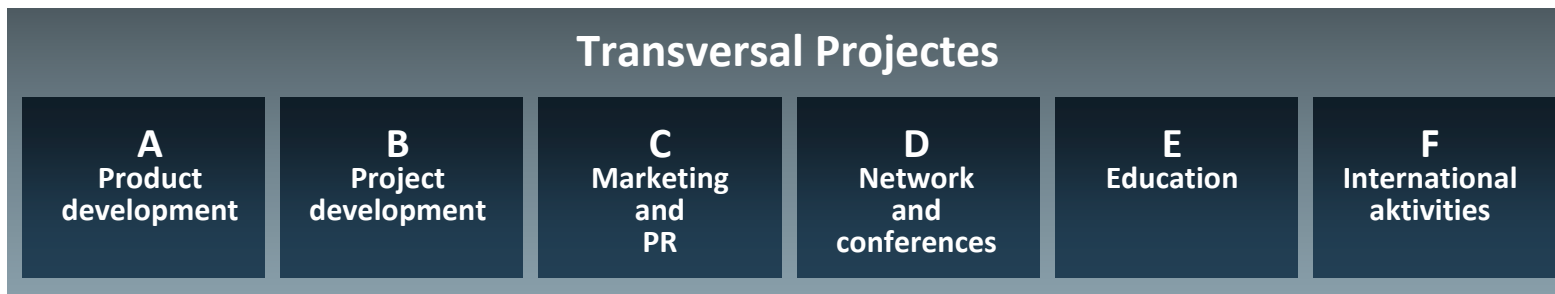 Transversal Projectes
A
Product
development
B
Project
development
C
Marketing
and
PR
D
Network
and
conferences
E
Education
F
International
aktivities